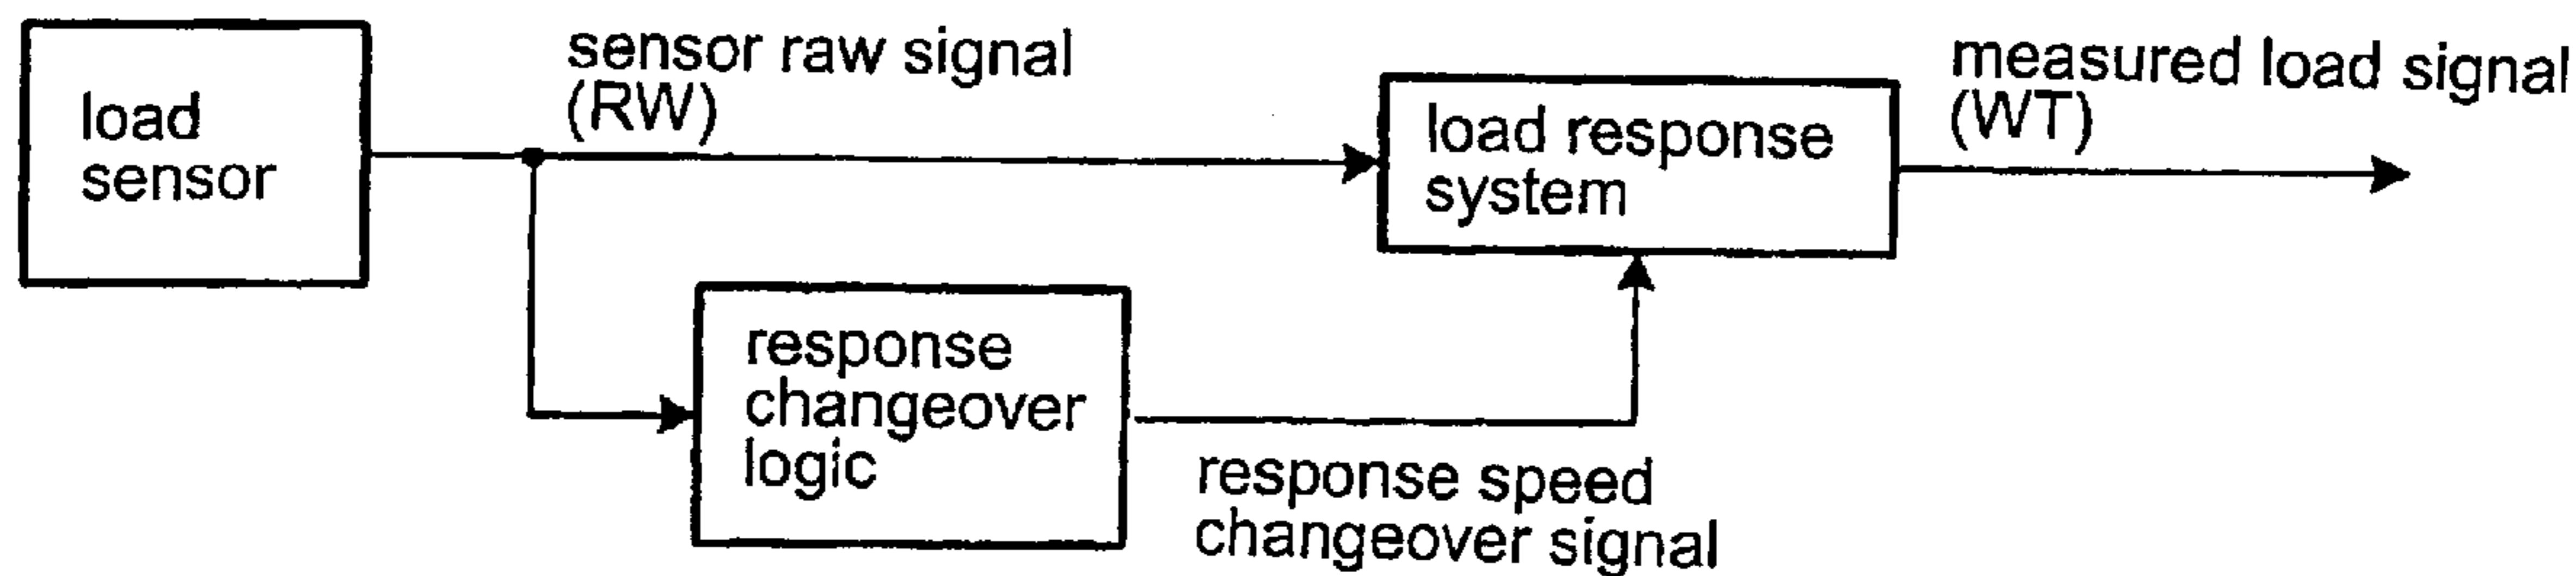 load
sensor
sensor raw signal
(RW)
load response
system
measured load signal
(WT)
response
changeover
logic
response speed
changeover signal